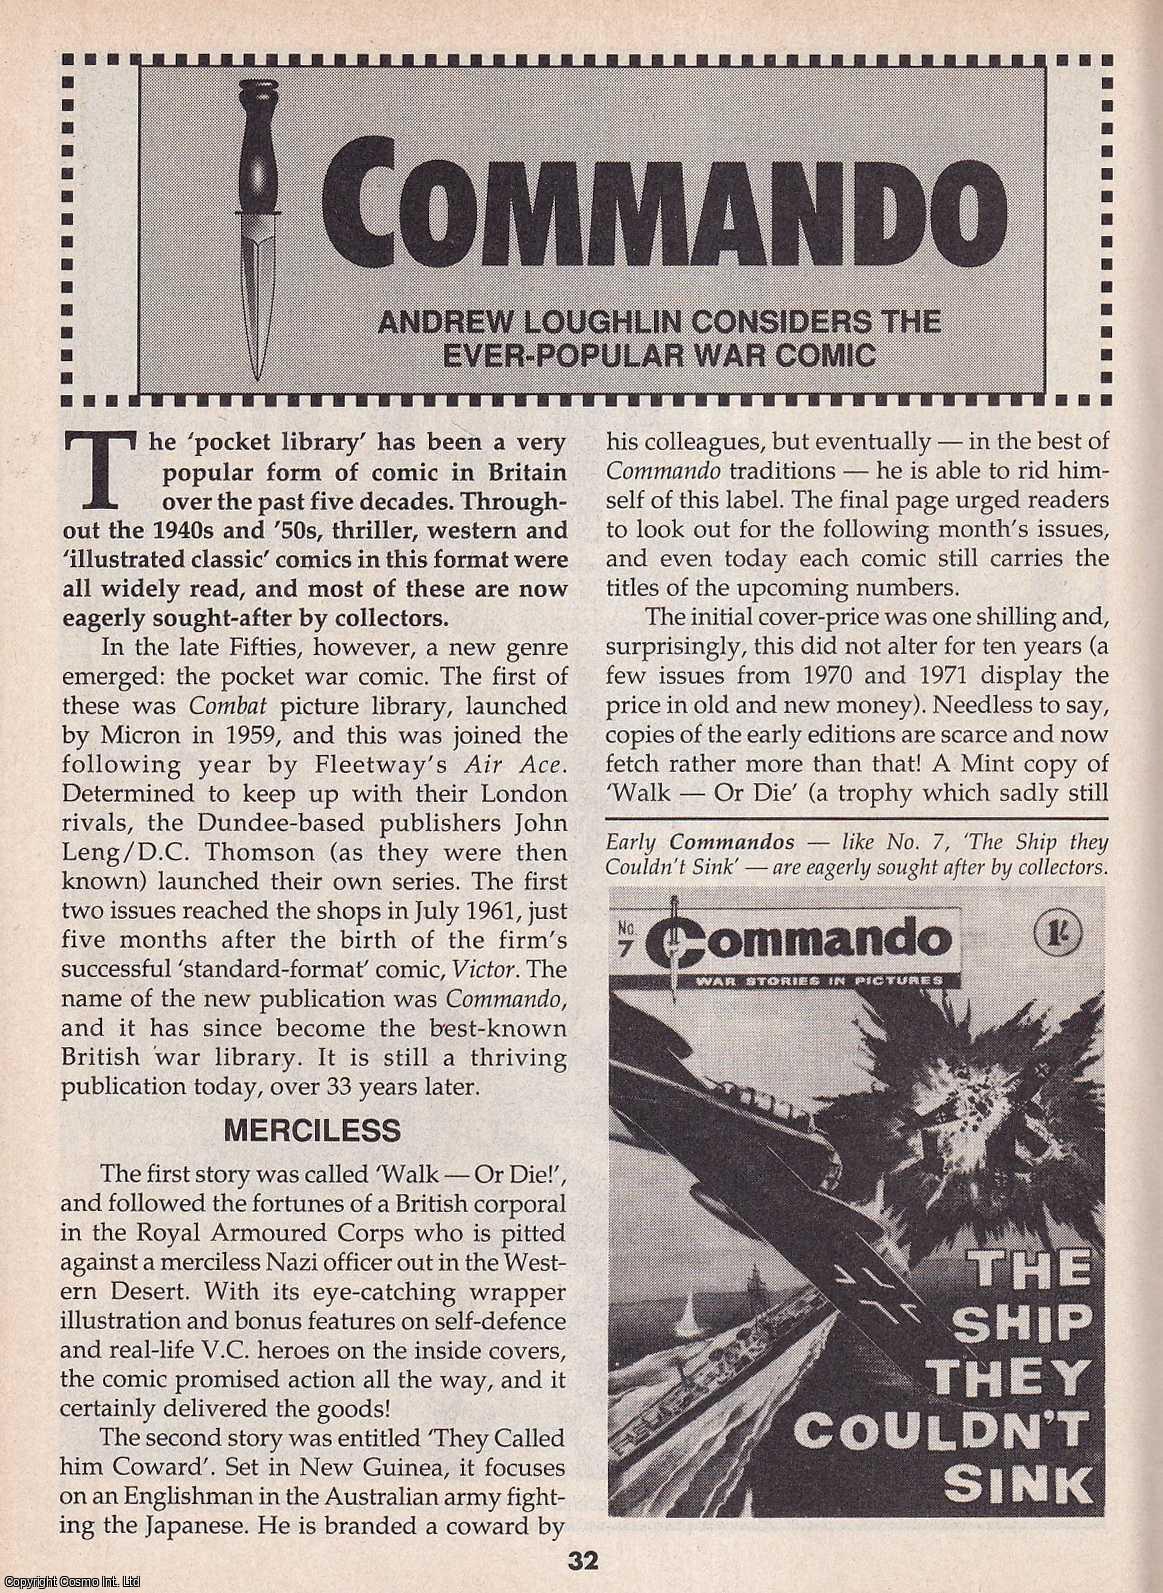 COMMANDO
ANDREW LOUGHLIN CONSIDERS THE
EVER-POPULAR WAR COMIC
The 'pocket library' has been a very
popular form of comic in Britain
over the past five decades. Through-
out the 1940s and '50s, thriller, western and
'illustrated classic' comics in this format were
all widely read, and most of these are now
eagerly sought-after by collectors.
In the late Fifties, however, a new genre
emerged: the pocket war comic. The first of
these was Combat picture library, launched
by Micron in 1959, and this was joined the
following year by Fleetway's Air Ace.
Determined to keep up with their London
rivals, the Dundee-based publishers John
Leng/D.C. Thomson (as they were then
known) launched their own series. The first
two issues reached the shops in July 1961, just
five months after the birth of the firm's
successful 'standard-format' comic, Victor. The
name of the new publication was Commando,
and it has since become the best-known
British war library. It is still a thriving
publication today, over 33 years later.
MERCILESS
The first story was called 'Walk — Or Die!',
and followed the fortunes of a British corporal
in the Royal Armoured Corps who is pitted
against a merciless Nazi officer out in the West-
ern Desert. With its eye-catching wrapper
illustration and bonus features on self-defence
and real-life V.C. heroes on the inside covers,
the comic promised action all the way, and it
certainly delivered the goods!
The second story was entitled 'They Called
him Coward'. Set in New Guinea, it focuses
on an Englishman in the Australian army fight-
ing the Japanese. He is branded a coward by
his colleagues, but eventually — in the best of
Commando traditions — he is able to rid him-
self of this label. The final page urged readers
to look out for the following month's issues,
and even today each comic still carries the
titles of the upcoming numbers.
The initial cover-price was one shilling and,
surprisingly, this did not alter for ten years (a
few issues from 1970 and 1971 display the
price in old and new money). Needless to say,
copies of the early editions are scarce and now
fetch rather more than that! A Mint copy of
'Walk — Or Die' (a trophy which sadly still
Early Commandos — like No. 7, 'The Ship they
Couldn't Sink' — are eagerly sought after by collectors.
No.
7
Commando
1/-
WAR STORIES IN PICTURES
THE
SHIP
THEY
COULDN'T
SINK
32
Copyright Cosmo Int. Ltd